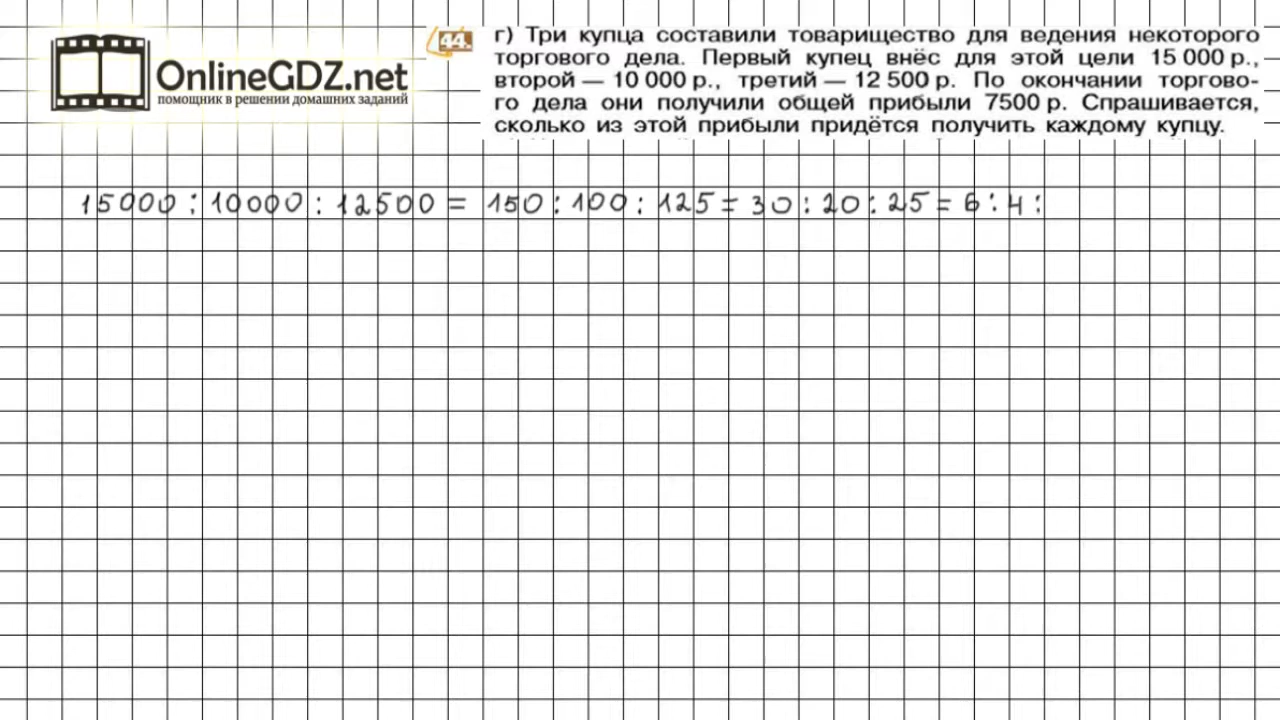 OnlineGDZ.net
помощник в решении домашних заданий
44.
г) Три купца составили товарищество для ведения некоторого
торгового дела. Первый купец внёс для этой цели 15 000 р.,
второй — 10 000 р., третий — 12 500 р. По окончании торгово-
го дела они получили общей прибыли 7500 р. Спрашивается,
сколько из этой прибыли придётся получить каждому купцу.
15000 : 10000 : 12500 = 150 : 100 : 125 = 30 : 20 : 25 = 6 : 4 :